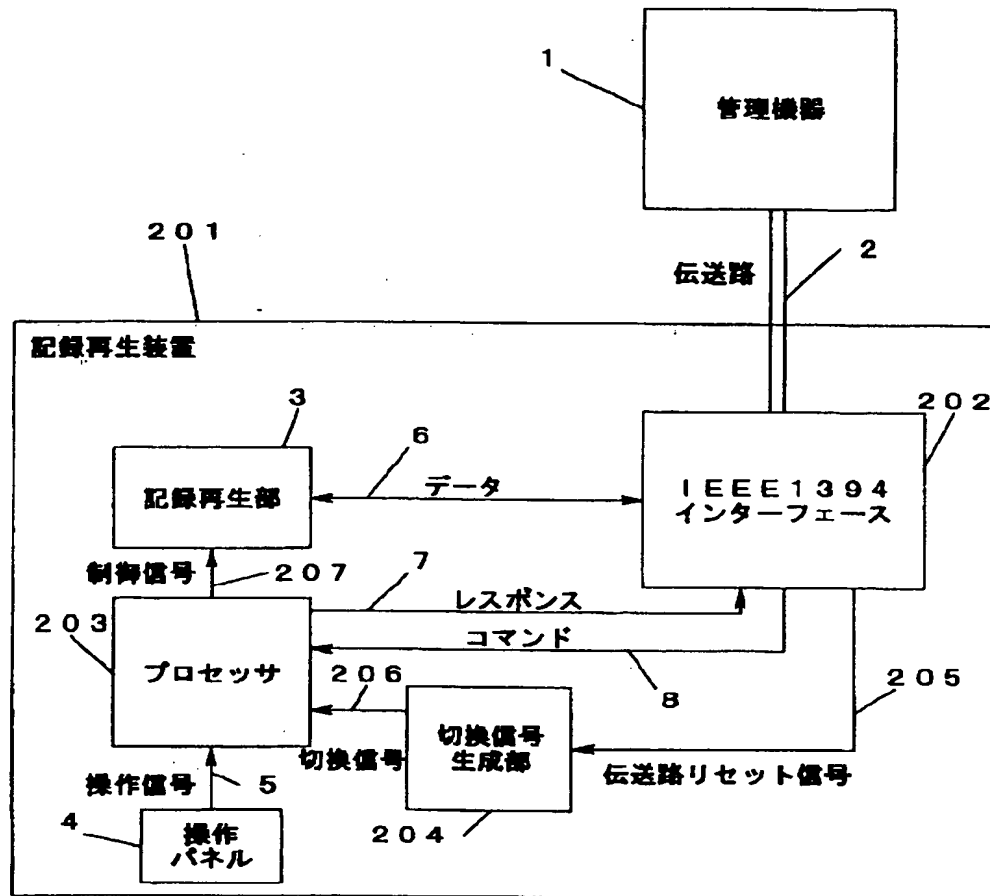 1
管理機器
201
伝送路
2
記録再生装置
3
202
6
記録再生部
データ
IEEE1394
インターフェース
制御信号
207
7
レスポンス
203
コマンド
プロセッサ
206
8
205
切換信号
切換信号
生成部
伝送路リセット信号
操作信号
5
4
操作
パネル
204